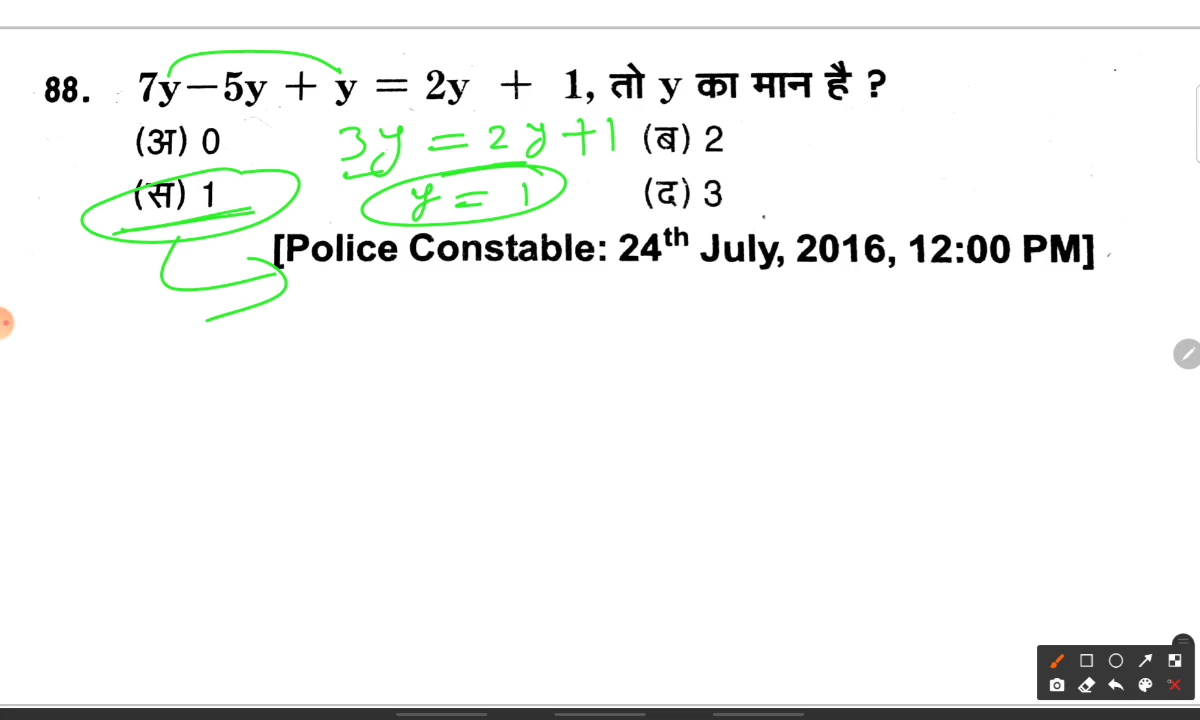 88. 7y−5y + y = 2y + 1, तो y का मान है ?
(अ) 0 3y = 2y+1 (ब) 2
(स) 1 y = 1 (द) 3
[Police Constable: 24th July, 2016, 12:00 PM]